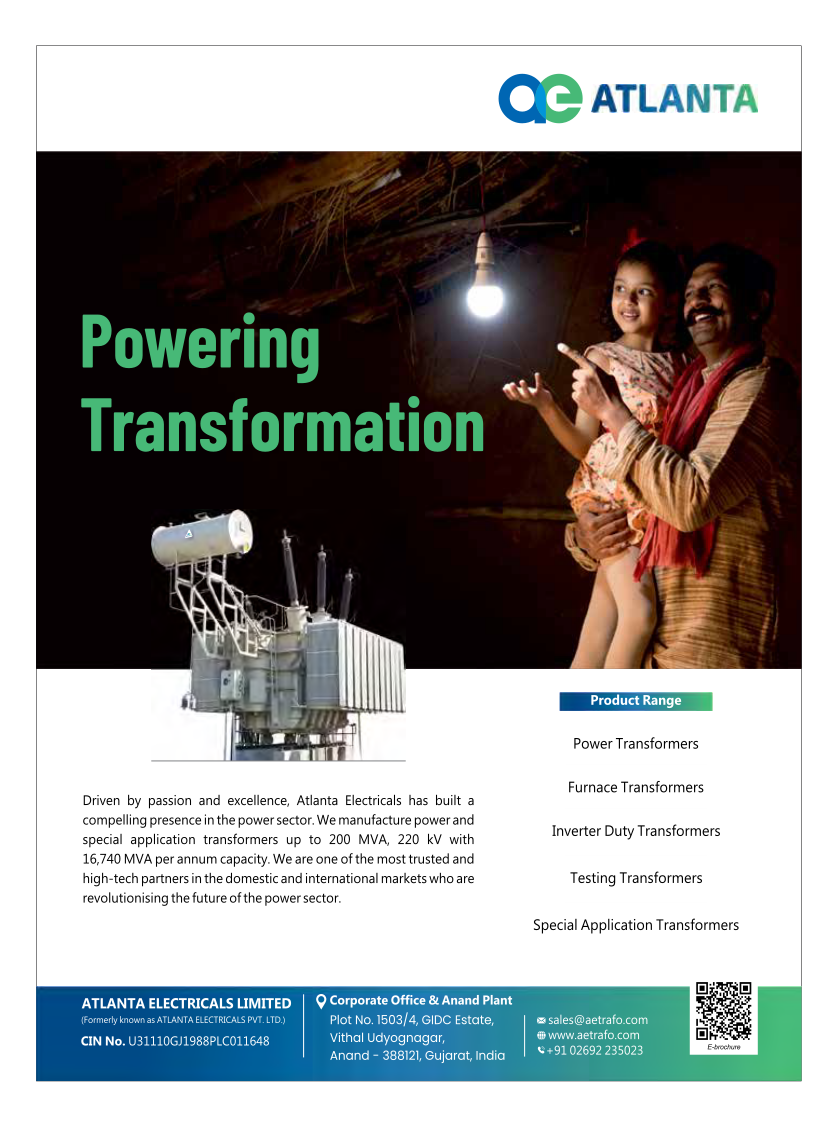 ae ATLANTA
Powering
Transformation
Product Range
Power Transformers
Furnace Transformers
Inverter Duty Transformers
Testing Transformers
Special Application Transformers
Driven by passion and excellence, Atlanta Electricals has built a
compelling presence in the power sector. We manufacture power and
special application transformers up to 200 MVA, 220 kV with
16,740 MVA per annum capacity. We are one of the most trusted and
high-tech partners in the domestic and international markets who are
revolutionising the future of the power sector.
ATLANTA ELECTRICALS LIMITED
(Formerly known as ATLANTA ELECTRICALS PVT. LTD.)
CIN No. U31110GJ1988PLC011648
Corporate Office & Anand Plant
Plot No. 1503/4, GIDC Estate,
Vithal Udyognagar,
Anand - 388121, Gujarat, India
sales@aetrafo.com
www.aetrafo.com
+91 02692 235023
E-brochure